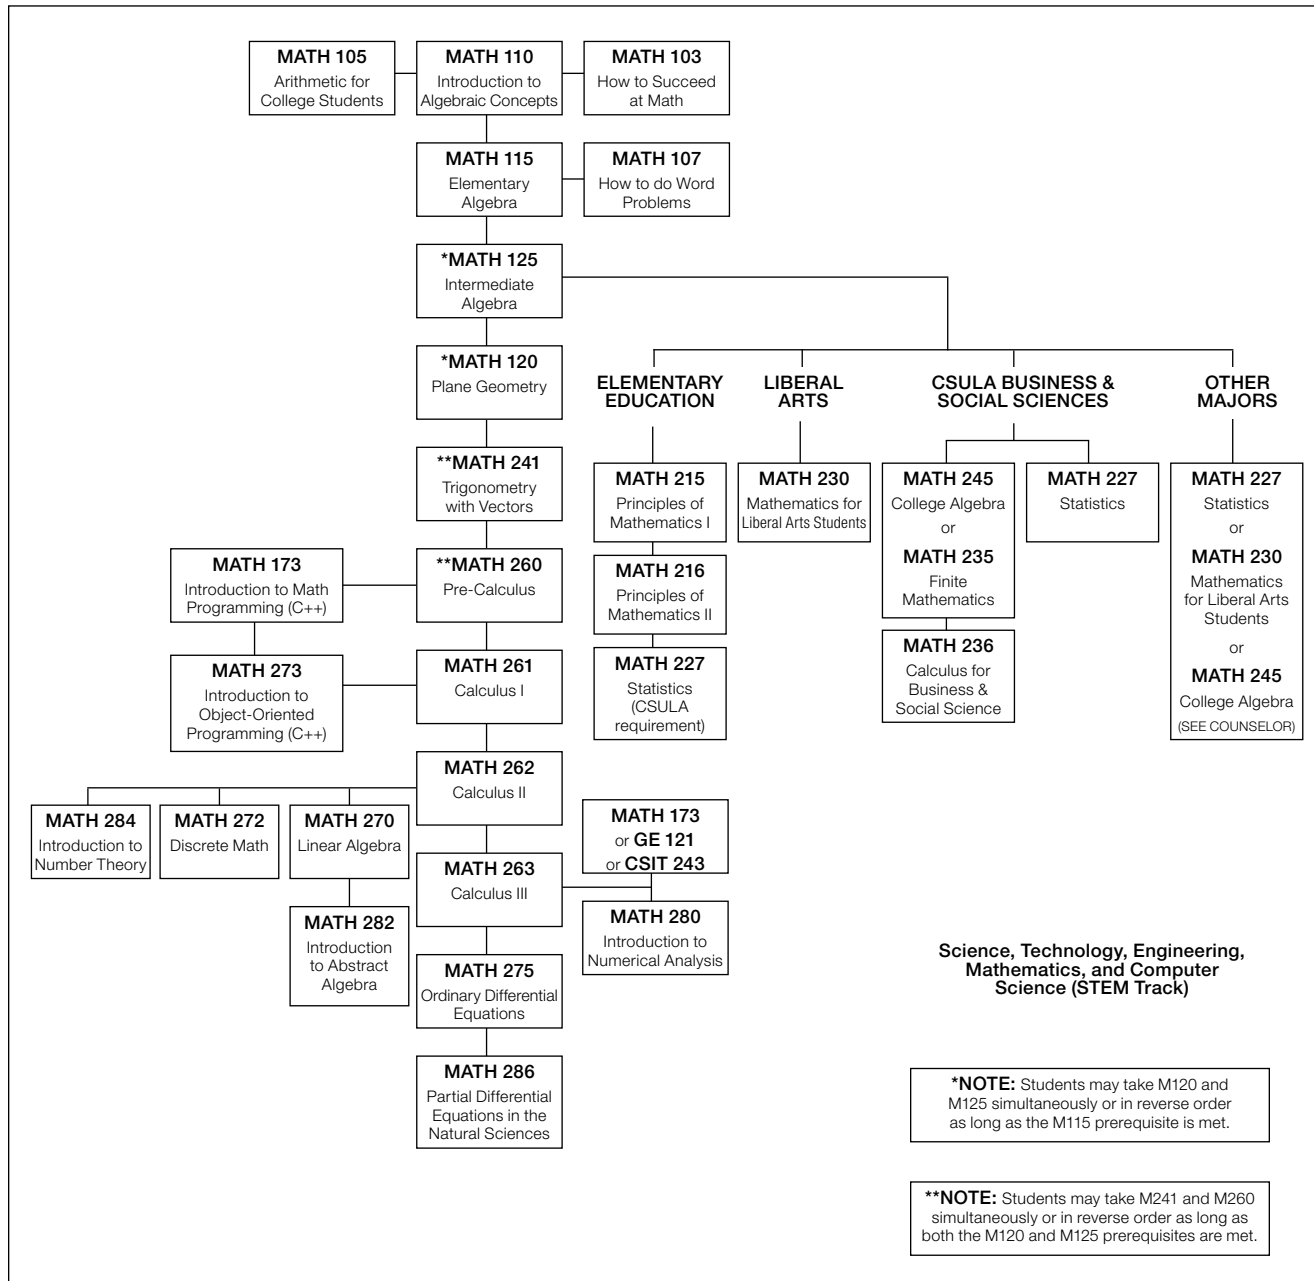 MATH 105
Arithmetic for
College Students
MATH 110
Introduction to
Algebraic Concepts
MATH 103
How to Succeed
at Math
MATH 115
Elementary
Algebra
MATH 107
How to do Word
Problems
*MATH 125
Intermediate
Algebra
*MATH 120
Plane Geometry
**MATH 241
Trigonometry
with Vectors
**MATH 260
Pre-Calculus
MATH 173
Introduction to Math
Programming (C++)
MATH 261
Calculus I
MATH 273
Introduction to
Object-Oriented
Programming (C++)
MATH 262
Calculus II
MATH 284
Introduction to
Number Theory
MATH 272
Discrete Math
MATH 270
Linear Algebra
MATH 282
Introduction
to Abstract
Algebra
MATH 263
Calculus III
MATH 173
or GE 121
or CSIT 243
MATH 280
Introduction to
Numerical Analysis
MATH 275
Ordinary Differential
Equations
MATH 286
Partial Differential
Equations in the
Natural Sciences
ELEMENTARY
EDUCATION
MATH 215
Principles of
Mathematics I
MATH 216
Principles of
Mathematics II
MATH 227
Statistics
(CSULA
requirement)
LIBERAL
ARTS
MATH 230
Mathematics for
Liberal Arts Students
CSULA BUSINESS &
SOCIAL SCIENCES
MATH 245
College Algebra
or
MATH 235
Finite
Mathematics
MATH 236
Calculus for
Business &
Social Science
MATH 227
Statistics
OTHER
MAJORS
MATH 227
Statistics
or
MATH 230
Mathematics
for Liberal Arts
Students
or
MATH 245
College Algebra
(SEE COUNSELOR)
Science, Technology, Engineering,
Mathematics, and Computer
Science (STEM Track)
*NOTE: Students may take M120 and
M125 simultaneously or in reverse order
as long as the M115 prerequisite is met.
**NOTE: Students may take M241 and M260
simultaneously or in reverse order as long as
both the M120 and M125 prerequisites are met.